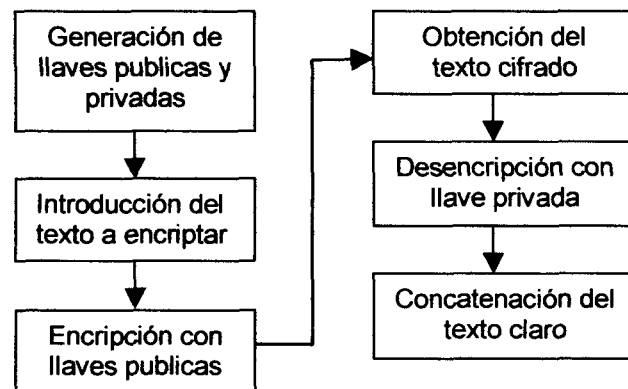 Generación de
llaves publicas y
privadas
Introducción del
texto a encriptar
Encripción con
llaves publicas
Obtención del
texto cifrado
Desencripción con
llave privada
Concatenación del
texto claro